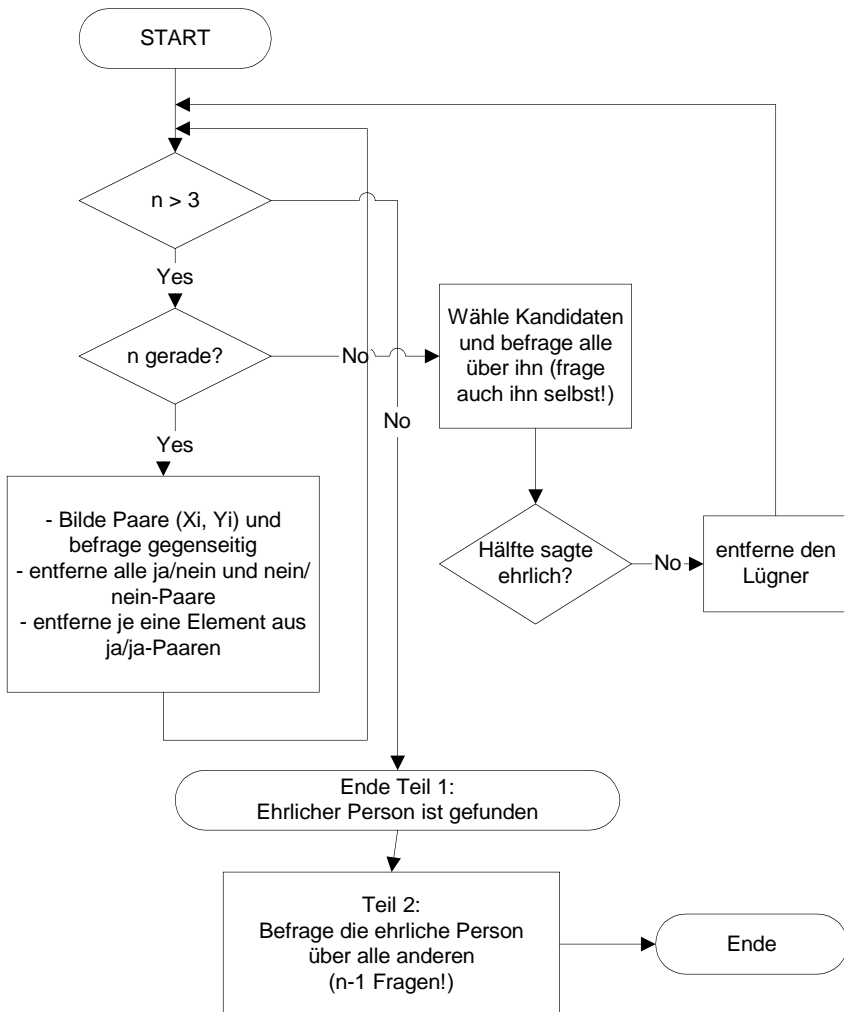 START
n > 3
Yes
n gerade?
No
Wähle Kandidaten
und befrage alle
über ihn (frage
auch ihn selbst!)
No
Yes
- Bilde Paare (Xi, Yi) und
befrage gegenseitig
- entferne alle ja/nein und nein/
nein-Paare
- entferne je eine Element aus
ja/ja-Paaren
Hälfte sagte
ehrlich?
No
entferne den
Lügner
Ende Teil 1:
Ehrlicher Person ist gefunden
Teil 2:
Befrage die ehrliche Person
über alle anderen
(n-1 Fragen!)
Ende